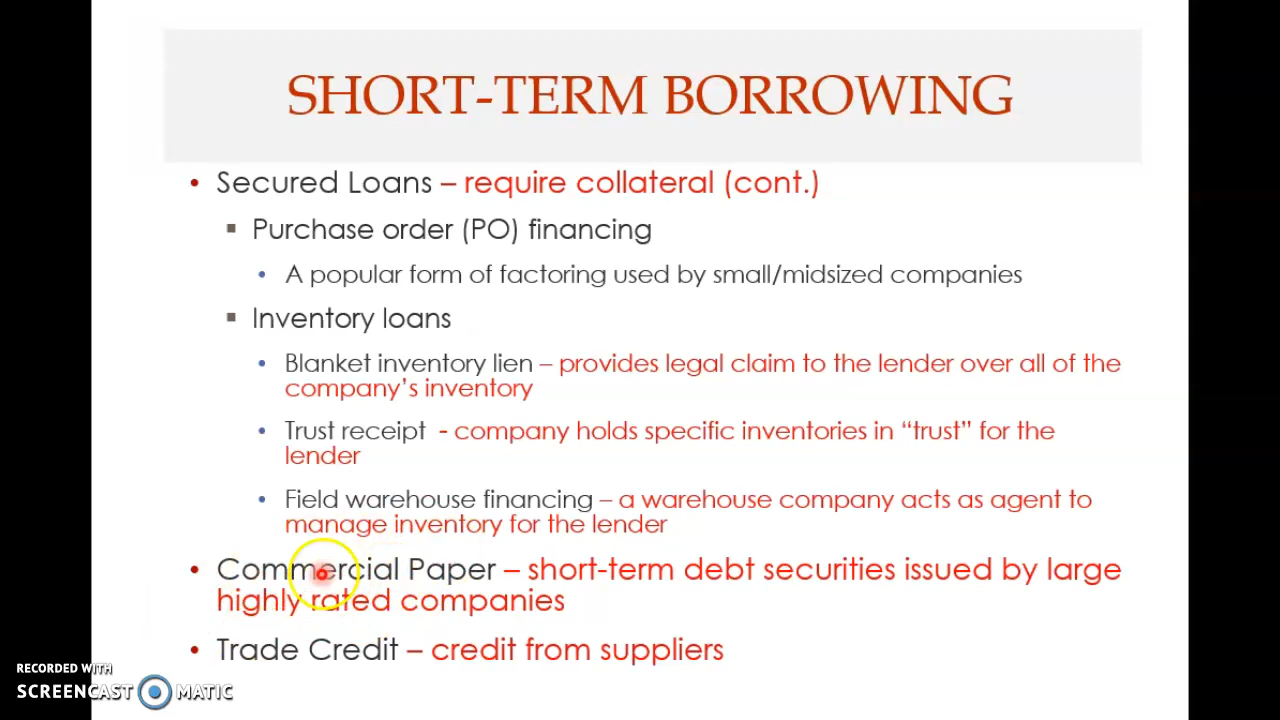 SHORT-TERM BORROWING
• Secured Loans – require collateral (cont.)
▪ Purchase order (PO) financing
• A popular form of factoring used by small/midsized companies
▪ Inventory loans
• Blanket inventory lien – provides legal claim to the lender over all of the
company's inventory
• Trust receipt - company holds specific inventories in “trust” for the
lender
• Field warehouse financing – a warehouse company acts as agent to
manage inventory for the lender
• Commercial Paper – short-term debt securities issued by large
highly rated companies
• Trade Credit – credit from suppliers
RECORDED WITH
SCREENCAST MATIC